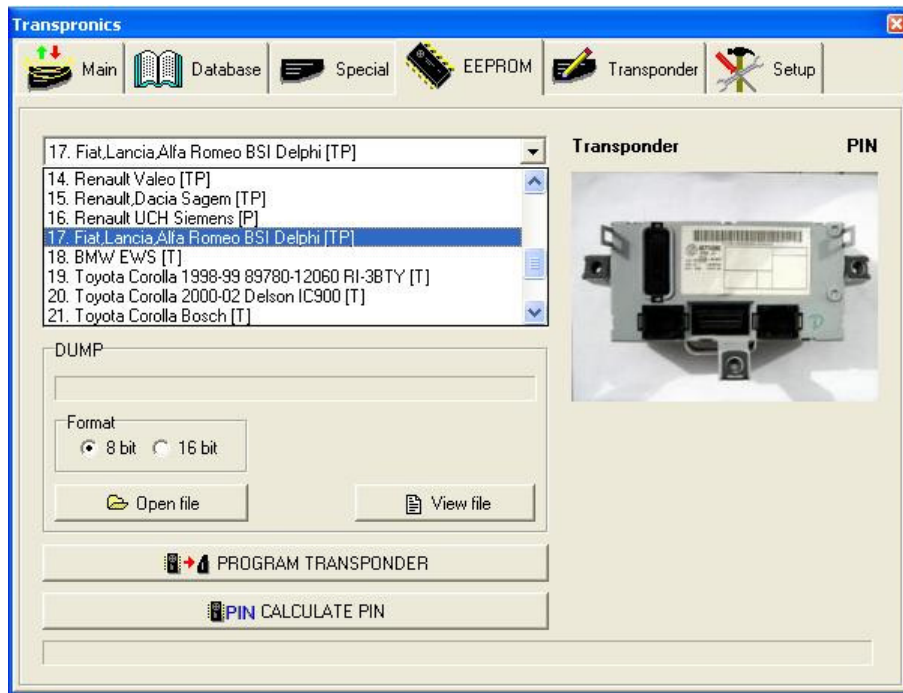 Transpronics
Main
Database
Special
EEPROM
Transponder
Setup
17. Fiat,Lancia,Alfa Romeo BSI Delphi [TP]
14. Renault Valeo [TP]
15. Renault,Dacia Sagem [TP]
16. Renault UCH Siemens [P]
17. Fiat,Lancia,Alfa Romeo BSI Delphi [TP]
18. BMW EWS [T]
19. Toyota Corolla 1998-99 89780-12060 RI-3BTY [T]
20. Toyota Corolla 2000-02 Delson IC900 [T]
21. Toyota Corolla Bosch [T]
Transponder PIN
DUMP
Format
8 bit 16 bit
Open file
View file
PROGRAM TRANSPONDER
PIN CALCULATE PIN